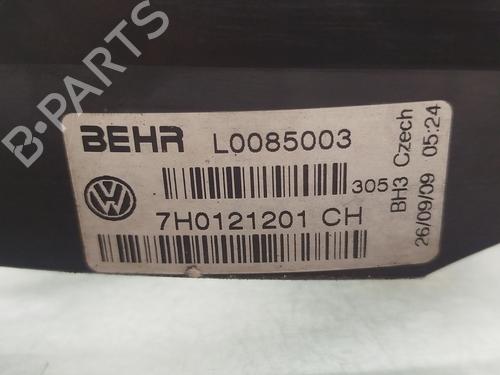 BEHR L0085003
305
7H0121201 CH
BH3 Czech
26/09/09 05:24
B-PARTS